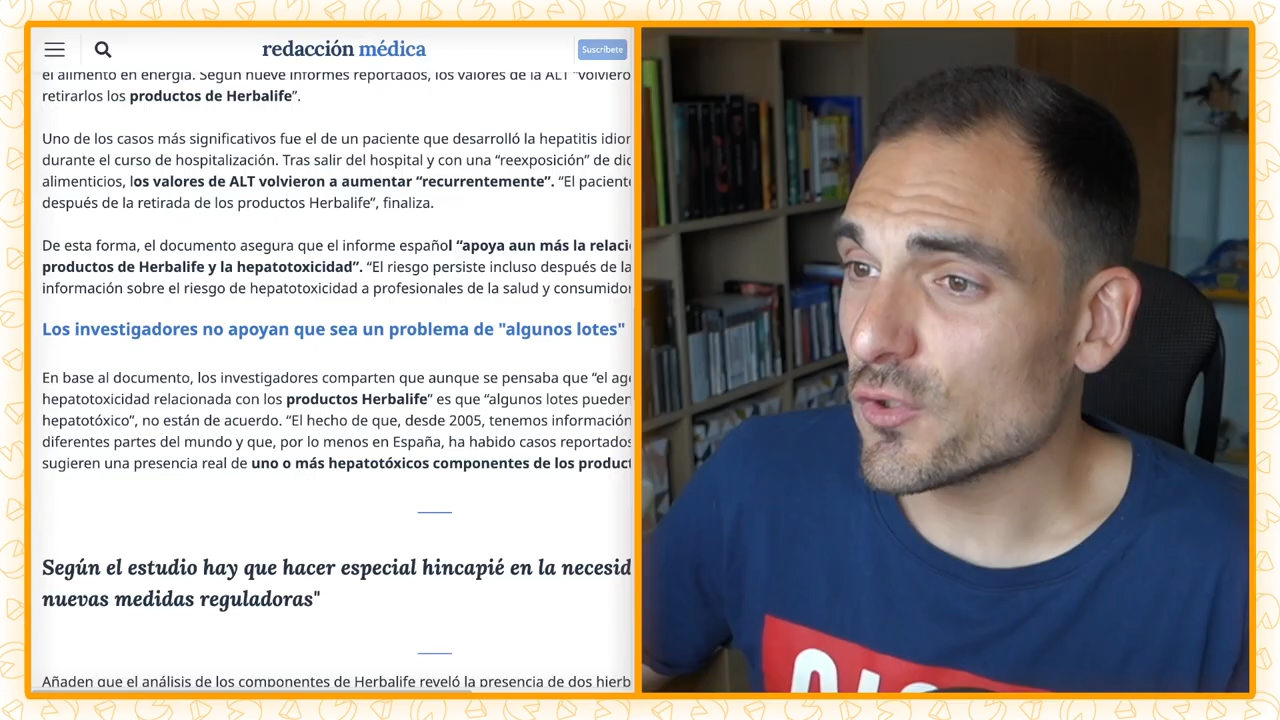 redacción médica
Suscríbete
el alimento en energía. Según nueve informes reportados, los valores de la ALT "volviero
retirarlos los productos de Herbalife”.
Uno de los casos más significativos fue el de un paciente que desarrolló la hepatitis idior
durante el curso de hospitalización. Tras salir del hospital y con una “reexposición” de dic
alimenticios, los valores de ALT volvieron a aumentar “recurrentemente”. “El paciente
después de la retirada de los productos Herbalife”, finaliza.
De esta forma, el documento asegura que el informe español “apoya aun más la relaci
productos de Herbalife y la hepatotoxicidad”. “El riesgo persiste incluso después de la
información sobre el riesgo de hepatotoxicidad a profesionales de la salud y consumidor
Los investigadores no apoyan que sea un problema de "algunos lotes"
En base al documento, los investigadores comparten que aunque se pensaba que “el age
hepatotoxicidad relacionada con los productos Herbalife” es que “algunos lotes pueden
hepatotóxico”, no están de acuerdo. “El hecho de que, desde 2005, tenemos información
diferentes partes del mundo y que, por lo menos en España, ha habido casos reportados
sugieren una presencia real de uno o más hepatotóxicos componentes de los product
Según el estudio hay que hacer especial hincapié en la necesid
nuevas medidas reguladoras"
Añaden que el análisis de los componentes de Herbalife reveló la presencia de dos hierb